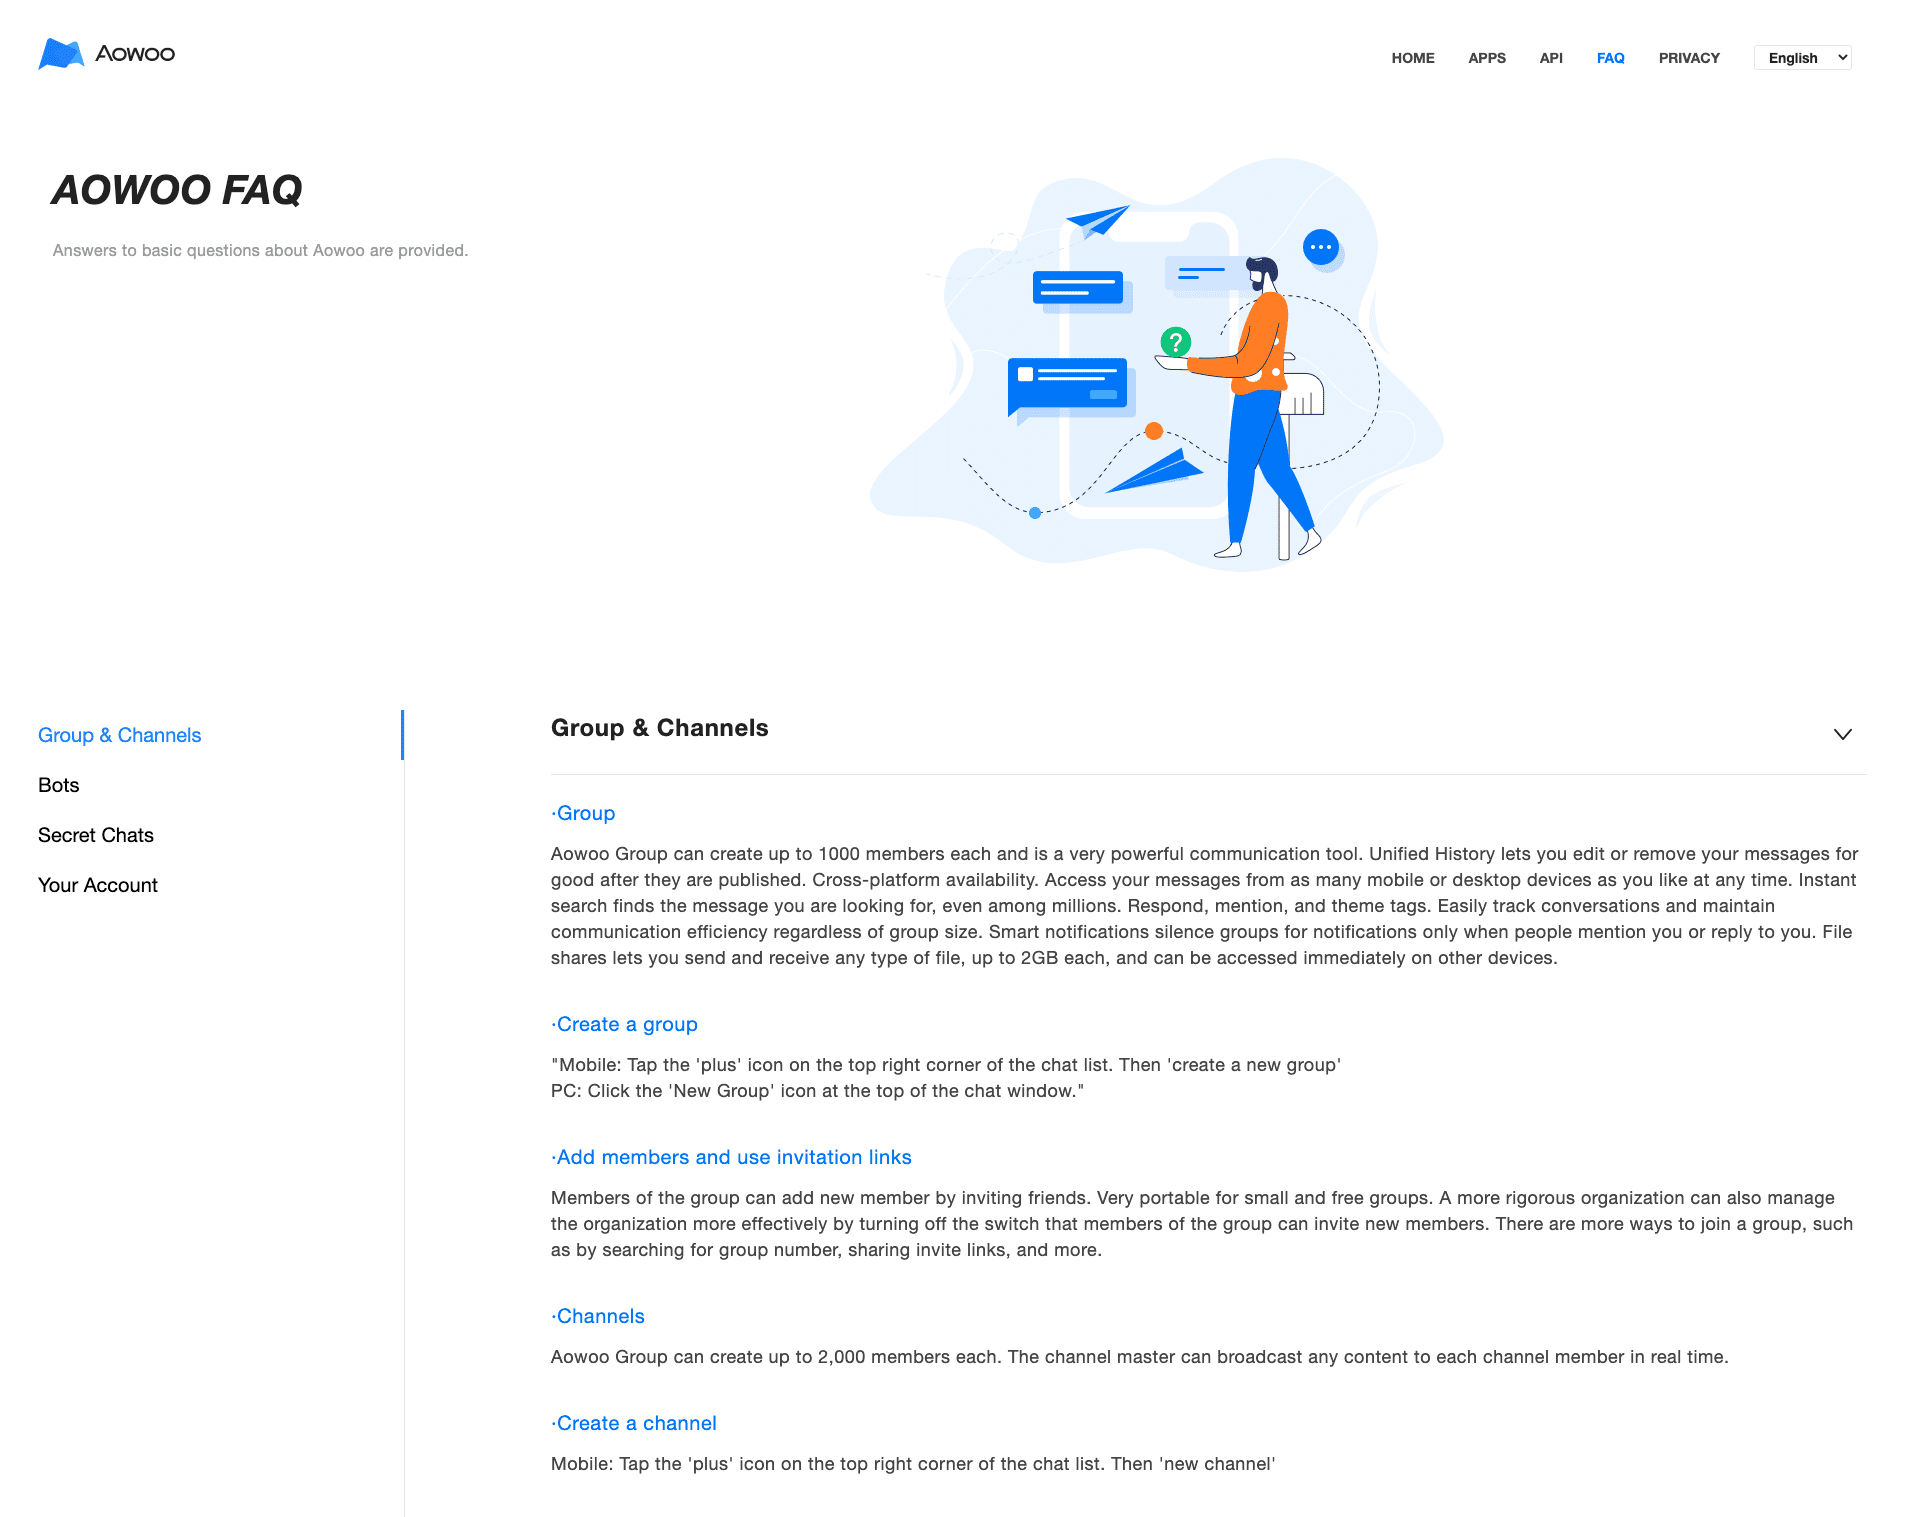 Aowoo
HOME APPS API FAQ PRIVACY English
AOWOO FAQ
Answers to basic questions about Aowoo are provided.
?
Group & Channels
Bots
Secret Chats
Your Account
Group & Channels
·Group
Aowoo Group can create up to 1000 members each and is a very powerful communication tool. Unified History lets you edit or remove your messages for
good after they are published. Cross-platform availability. Access your messages from as many mobile or desktop devices as you like at any time. Instant
search finds the message you are looking for, even among millions. Respond, mention, and theme tags. Easily track conversations and maintain
communication efficiency regardless of group size. Smart notifications silence groups for notifications only when people mention you or reply to you. File
shares lets you send and receive any type of file, up to 2GB each, and can be accessed immediately on other devices.
·Create a group
"Mobile: Tap the 'plus' icon on the top right corner of the chat list. Then 'create a new group'
PC: Click the 'New Group' icon at the top of the chat window."
·Add members and use invitation links
Members of the group can add new member by inviting friends. Very portable for small and free groups. A more rigorous organization can also manage
the organization more effectively by turning off the switch that members of the group can invite new members. There are more ways to join a group, such
as by searching for group number, sharing invite links, and more.
·Channels
Aowoo Group can create up to 2,000 members each. The channel master can broadcast any content to each channel member in real time.
·Create a channel
Mobile: Tap the 'plus' icon on the top right corner of the chat list. Then 'new channel'